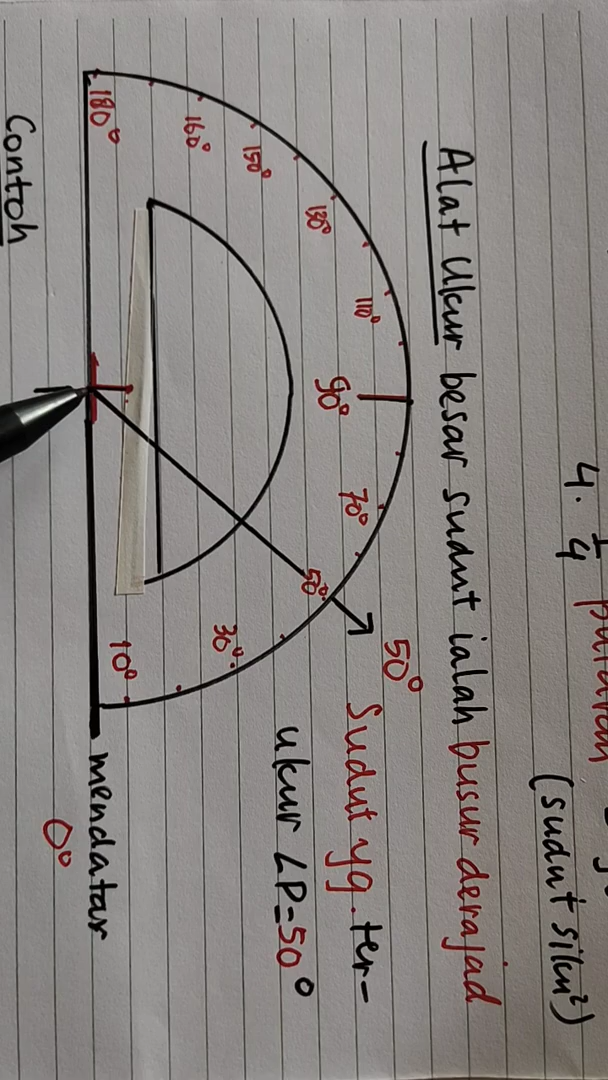 4. 1/4 putaran
(sudut siku²)
Alat Ukur besar sudut ialah busur derajad
180°
160°
150°
130°
110°
90°
70°
50°
30°
10°
50°
Sudut yg. ter-
ukur ∠P=50°
mendatar
0°
Contoh